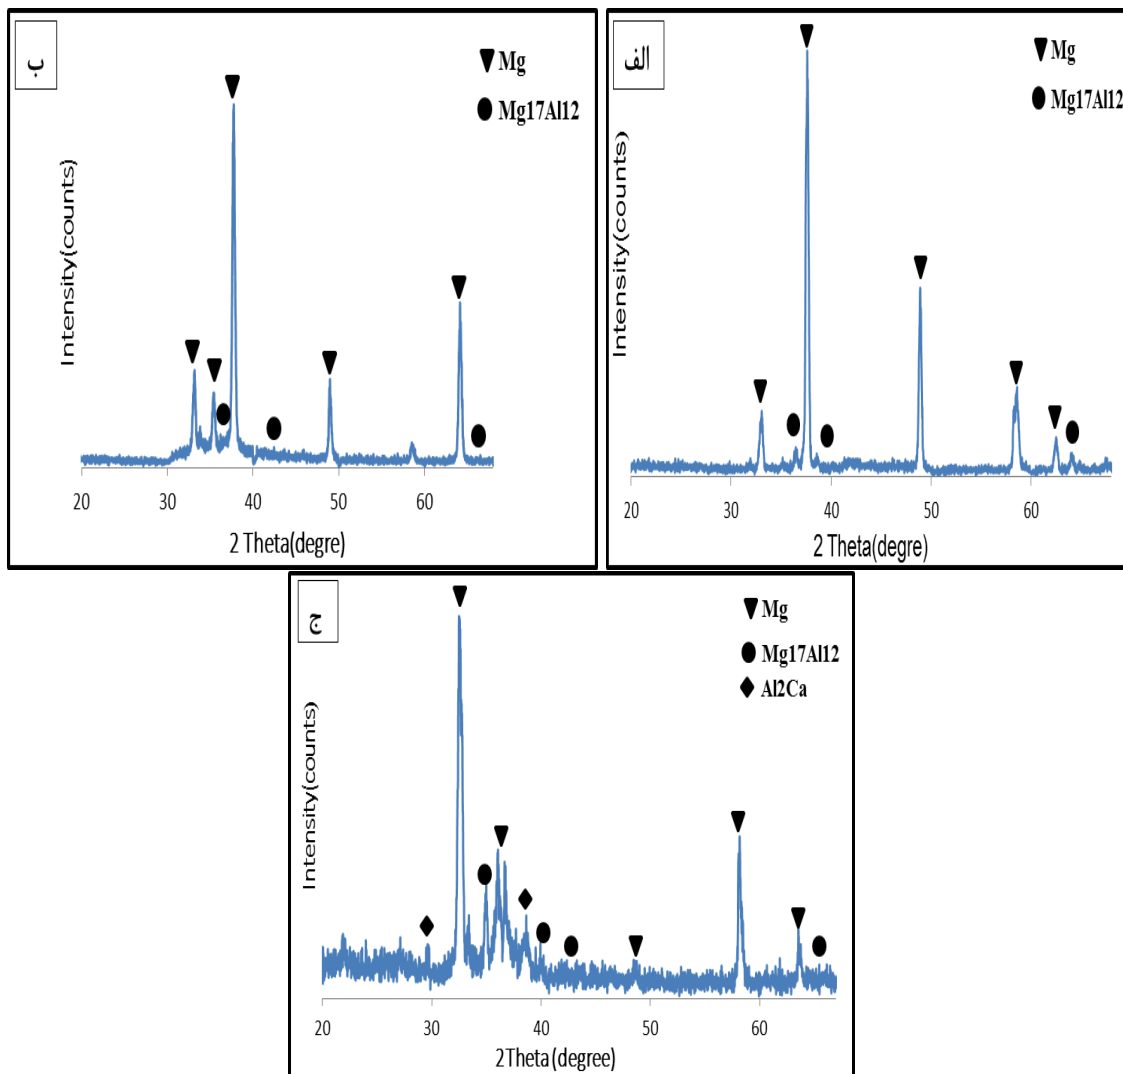 ب
Mg
Mg17Al12
Intensity(counts)
20 30 40 50 60
2 Theta(degre)
الف
Mg
Mg17Al12
Intensity(counts)
20 30 40 50 60
2 Theta(degre)
ج
Mg
Mg17Al12
Al2Ca
Intensity(counts)
20 30 40 50 60
2Theta(degree)